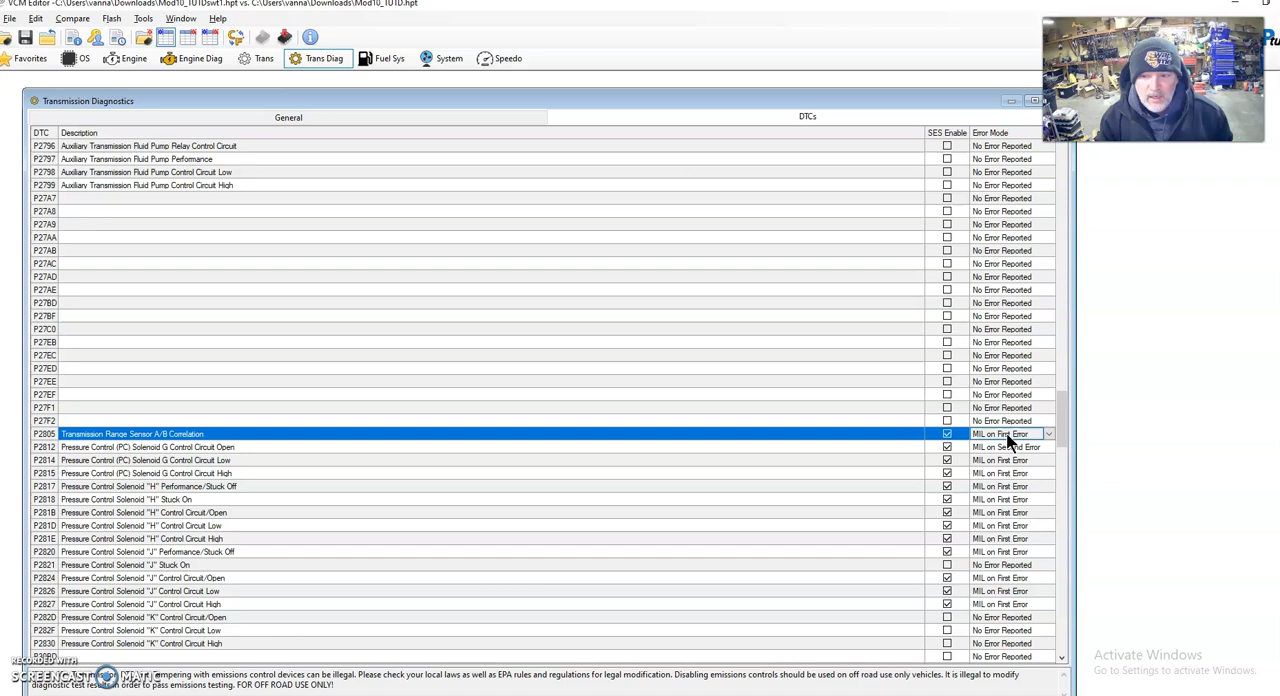 VCM Editor -C:\Users\vanna\Downloads\Mod10_TUTDswt1.hpt vs. C:\Users\vanna\Downloads\Mod10_TUTD.hpt
File Edit Compare Flash Tools Window Help
Favorites OS Engine Engine Diag Trans Trans Diag Fuel Sys System Speedo
Transmission Diagnostics
General DTCs
DTC Description SES Enable Error Mode
P2796 Auxiliary Transmission Fluid Pump Relay Control Circuit No Error Reported
P2797 Auxiliary Transmission Fluid Pump Performance No Error Reported
P2798 Auxiliary Transmission Fluid Pump Control Circuit Low No Error Reported
P2799 Auxiliary Transmission Fluid Pump Control Circuit High No Error Reported
P27A7 No Error Reported
P27A8 No Error Reported
P27A9 No Error Reported
P27AA No Error Reported
P27AB No Error Reported
P27AC No Error Reported
P27AD No Error Reported
P27AE No Error Reported
P27BD No Error Reported
P27BF No Error Reported
P27C0 No Error Reported
P27EB No Error Reported
P27EC No Error Reported
P27ED No Error Reported
P27EE No Error Reported
P27EF No Error Reported
P27F1 No Error Reported
P27F2 No Error Reported
P2805 Transmission Range Sensor A/B Correlation MIL on First Error
P2812 Pressure Control (PC) Solenoid G Control Circuit Open MIL on Second Error
P2814 Pressure Control (PC) Solenoid G Control Circuit Low MIL on First Error
P2815 Pressure Control (PC) Solenoid G Control Circuit High MIL on First Error
P2817 Pressure Control Solenoid "H" Performance/Stuck Off MIL on First Error
P2818 Pressure Control Solenoid "H" Stuck On MIL on First Error
P281B Pressure Control Solenoid "H" Control Circuit/Open MIL on First Error
P281D Pressure Control Solenoid "H" Control Circuit Low MIL on First Error
P281E Pressure Control Solenoid "H" Control Circuit High MIL on First Error
P2820 Pressure Control Solenoid "J" Performance/Stuck Off MIL on First Error
P2821 Pressure Control Solenoid "J" Stuck On No Error Reported
P2824 Pressure Control Solenoid "J" Control Circuit/Open MIL on First Error
P2826 Pressure Control Solenoid "J" Control Circuit Low MIL on First Error
P2827 Pressure Control Solenoid "J" Control Circuit High MIL on First Error
P282D Pressure Control Solenoid "K" Control Circuit/Open No Error Reported
P282F Pressure Control Solenoid "K" Control Circuit Low No Error Reported
P2830 Pressure Control Solenoid "K" Control Circuit High No Error Reported
No Error Reported
Activate Windows
Go to Settings to activate Windows.
RECORDED WITH
SCREENCAST MATIC
tampering with emissions control devices can be illegal. Please check your local laws as well as EPA rules and regulations for legal modification. Disabling emissions controls should be used on off road use only vehicles. It is illegal to modify
diagnostic test results in order to pass emissions testing. FOR OFF ROAD USE ONLY!